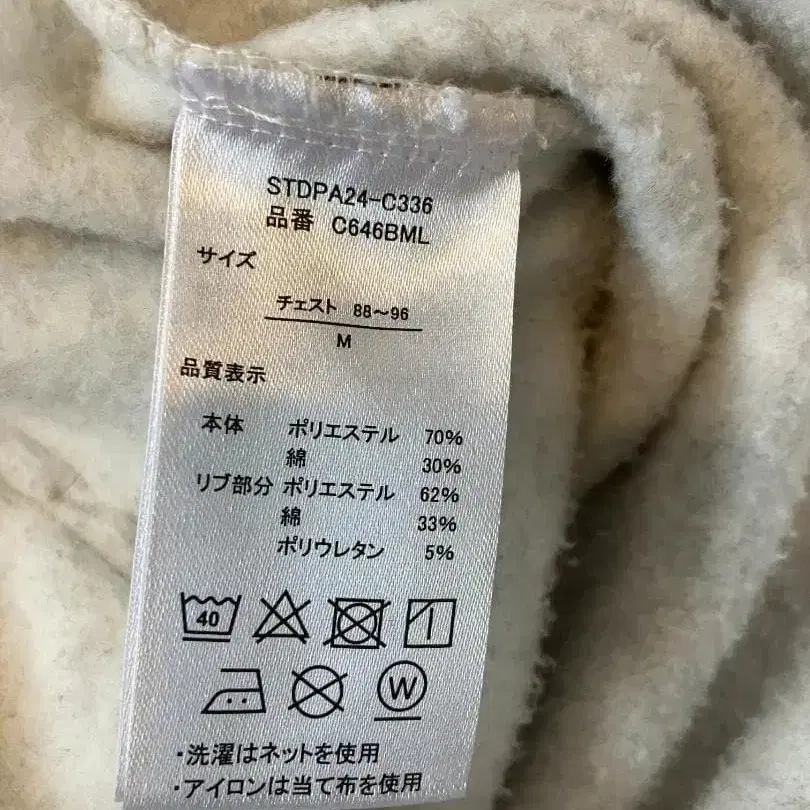 STDPA24-C336
品番 C646BML
サイズ
チェスト 88～96
M
品質表示
本体 ポリエステル 70%
綿 30%
リブ部分 ポリエステル 62%
綿 33%
ポリウレタン 5%
40
W
・洗濯はネットを使用
・アイロンは当て布を使用